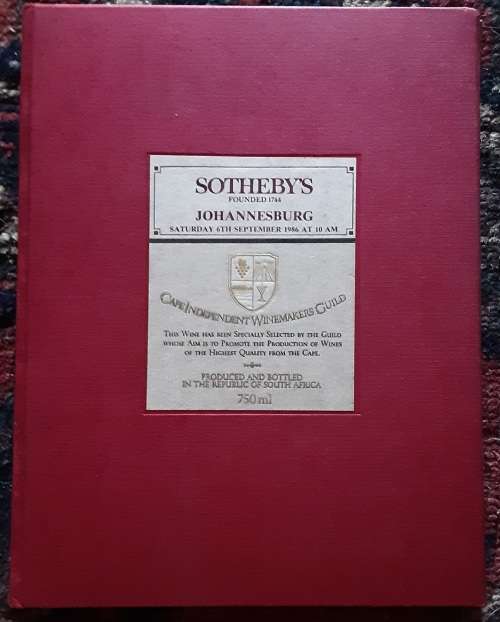 SOTHEBY'S
FOUNDED 1744
JOHANNESBURG
SATURDAY 6TH SEPTEMBER 1986 AT 10 AM
CAPE INDEPENDENT WINEMAKERS GUILD
THIS WINE HAS BEEN SPECIALLY SELECTED BY THE GUILD
WHOSE AIM IS TO PROMOTE THE PRODUCTION OF WINES
OF THE HIGHEST QUALITY FROM THE CAPE.
PRODUCED AND BOTTLED
IN THE REPUBLIC OF SOUTH AFRICA
750 ml